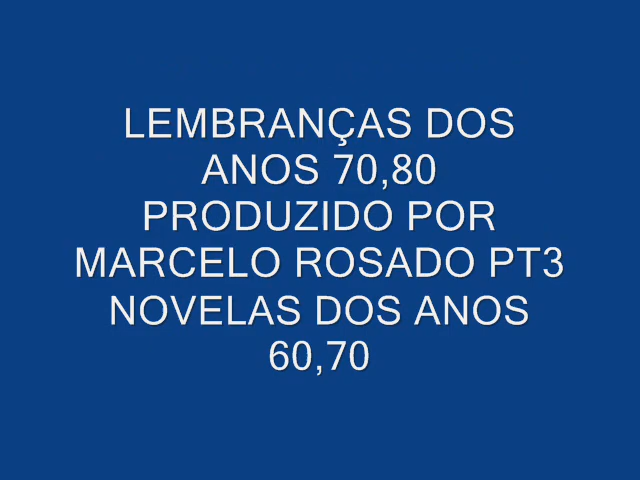 LEMBRANÇAS DOS
ANOS 70,80
PRODUZIDO POR
MARCELO ROSADO PT3
NOVELAS DOS ANOS
60,70